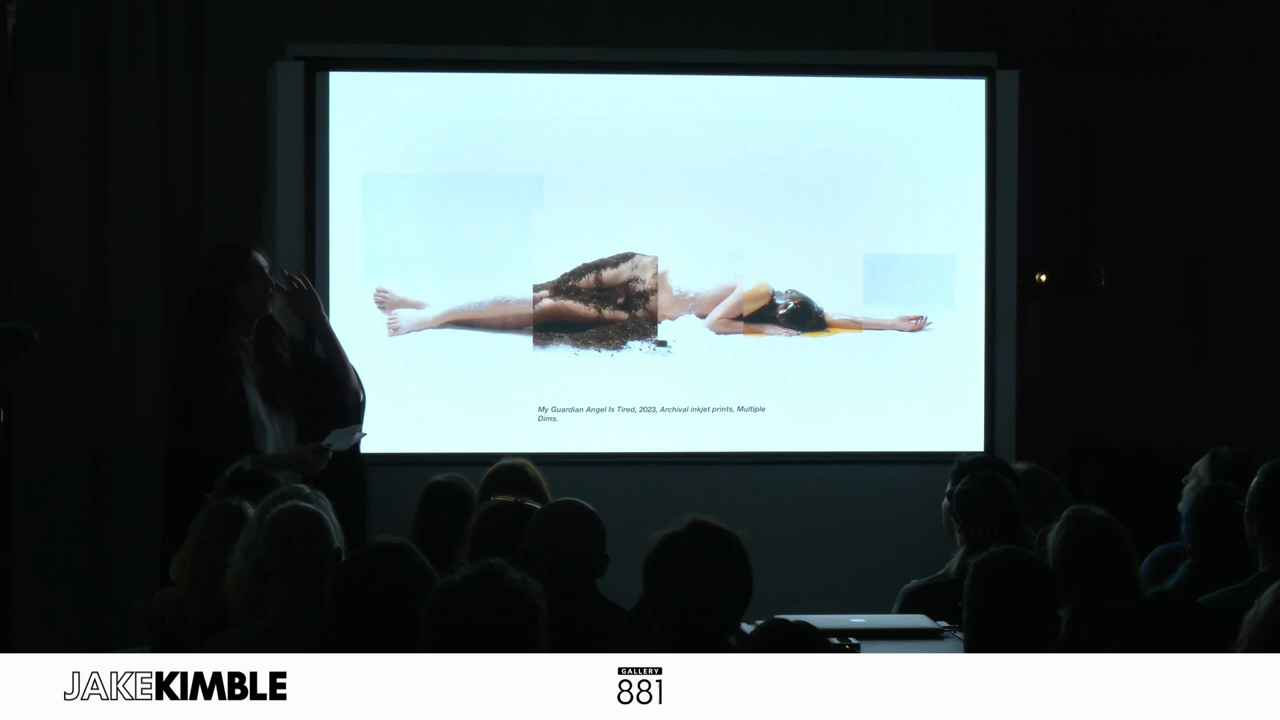 My Guardian Angel Is Tired, 2023, Archival inkjet prints, Multiple
Dims.
JAKEKIMBLE
GALLERY
881